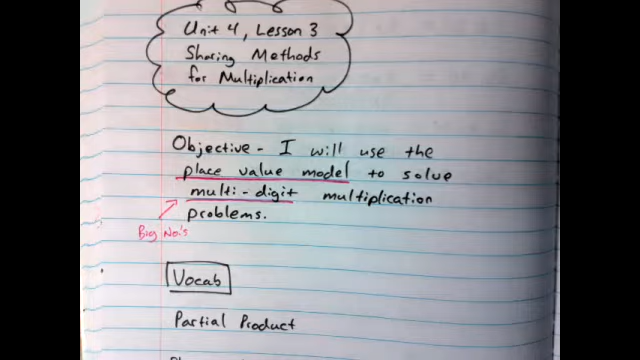 Unit 4, Lesson 3
Sharing Methods
for Multiplication
Objective - I will use the
place value model to solve
multi-digit multiplication
problems.
Big No.'s
Vocab
Partial Product